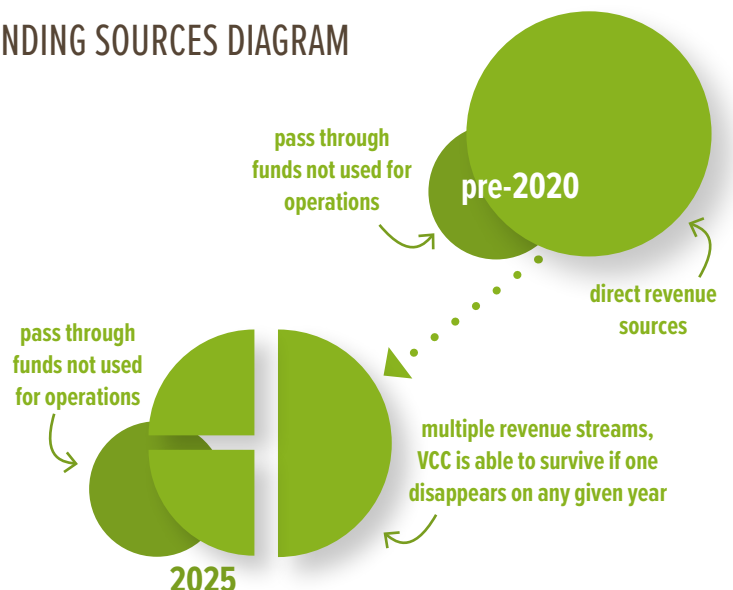 NDING SOURCES DIAGRAM
pass through
funds not used for
operations
pre-2020
direct revenue
sources
pass through
funds not used
for operations
multiple revenue streams,
VCC is able to survive if one
disappears on any given year
2025